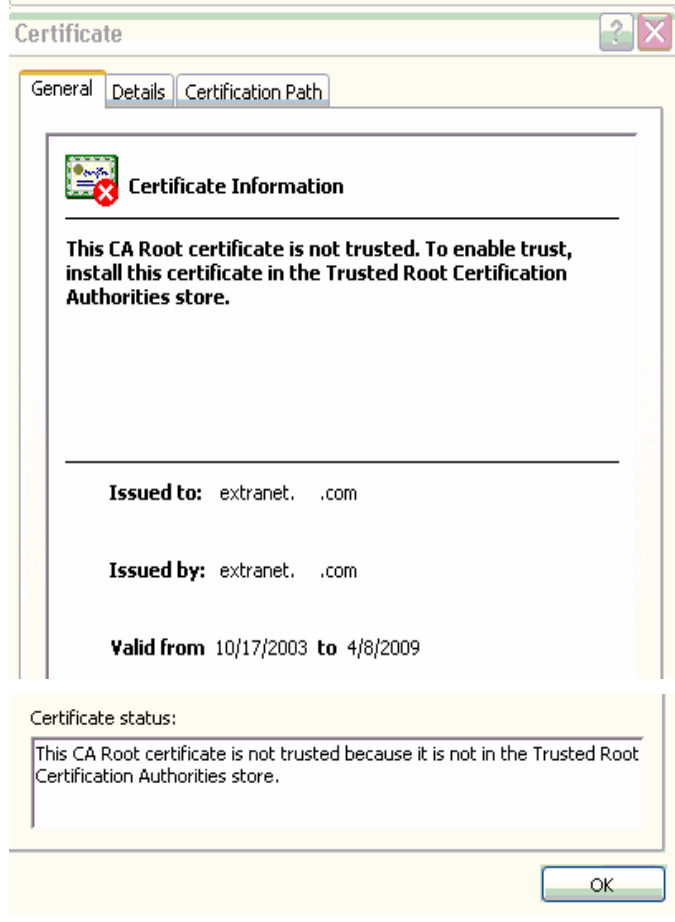 Certificate
General Details Certification Path
Certificate Information
This CA Root certificate is not trusted. To enable trust,
install this certificate in the Trusted Root Certification
Authorities store.
Issued to: extranet. .com
Issued by: extranet. .com
Valid from 10/17/2003 to 4/8/2009
Certificate status:
This CA Root certificate is not trusted because it is not in the Trusted Root
Certification Authorities store.
OK